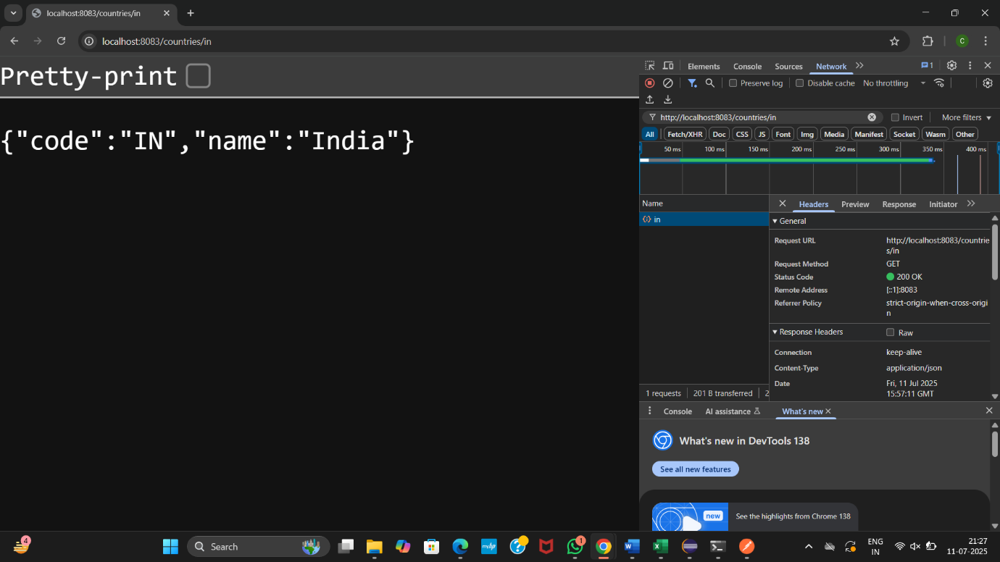 localhost:8083/countries/in
localhost:8083/countries/in
C
Pretty-print
{"code":"IN","name":"India"}
Elements Console Sources Network 1
Preserve log Disable cache No throttling
http://localhost:8083/countries/in Invert More filters
All Fetch/XHR Doc CSS JS Font Img Media Manifest Socket Wasm Other
50 ms 100 ms 150 ms 200 ms 250 ms 300 ms 350 ms 400 ms
Name
in
Headers Preview Response Initiator
General
Request URL http://localhost:8083/countrie
s/in
Request Method GET
Status Code 200 OK
Remote Address [::1]:8083
Referrer Policy strict-origin-when-cross-origi
n
Response Headers Raw
Connection keep-alive
Content-Type application/json
Date Fri, 11 Jul 2025
15:57:11 GMT
1 requests 201 B transferred 2
Console AI assistance What's new
What's new in DevTools 138
See all new features
new
See the highlights from Chrome 138
4
Search
myhp
1
W
X
ENG
IN
21:27
11-07-2025